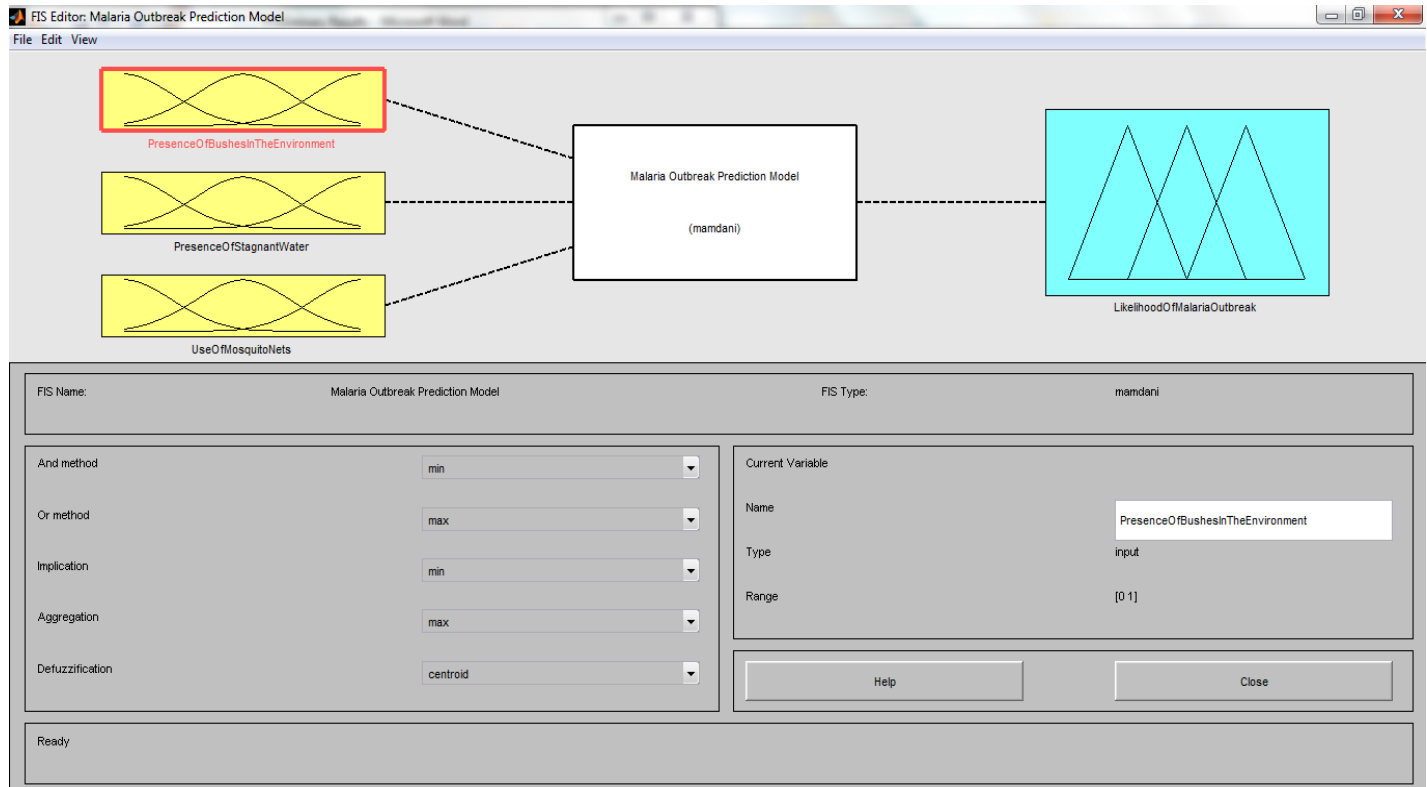 FIS Editor: Malaria Outbreak Prediction Model
File Edit View
PresenceOfBushesInTheEnvironment
PresenceOfStagnantWater
UseOfMosquitoNets
Malaria Outbreak Prediction Model
(mamdani)
LikelihoodOfMalariaOutbreak
FIS Name: Malaria Outbreak Prediction Model FIS Type: mamdani
And method min
Or method max
Implication min
Aggregation max
Defuzzification centroid
Current Variable
Name PresenceOfBushesInTheEnvironment
Type input
Range [0 1]
Help Close
Ready